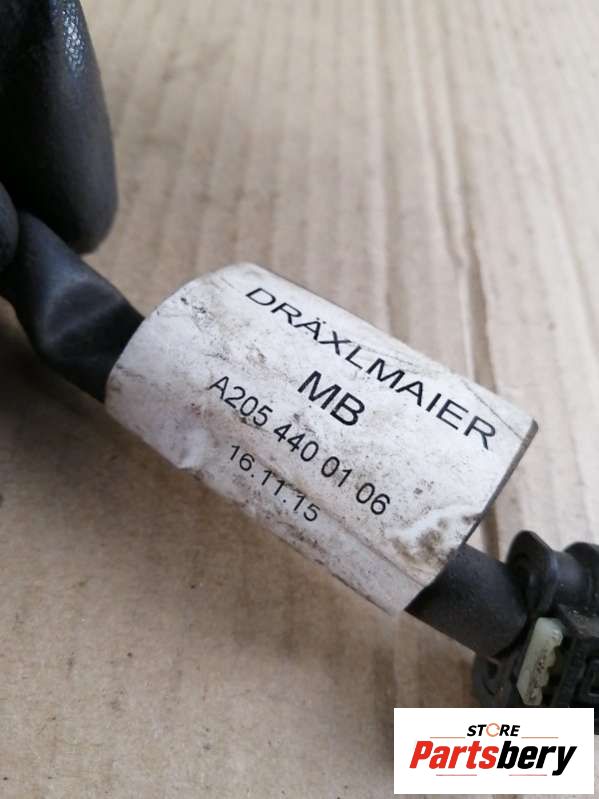 DRÄXLMAIER
MB
A205 440 01 06
16.11.15
STORE
Partsbery